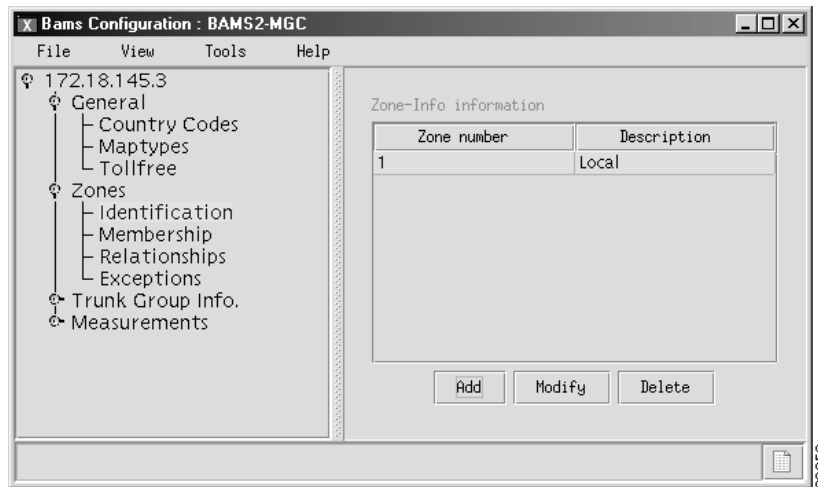 Bams Configuration : BAMS2-MGC
File View Tools Help
172.18.145.3
General
Country Codes
Maptypes
Tollfree
Zones
Identification
Membership
Relationships
Exceptions
Trunk Group Info.
Measurements
Zone-Info information
Zone number Description
1 Local
Add Modify Delete